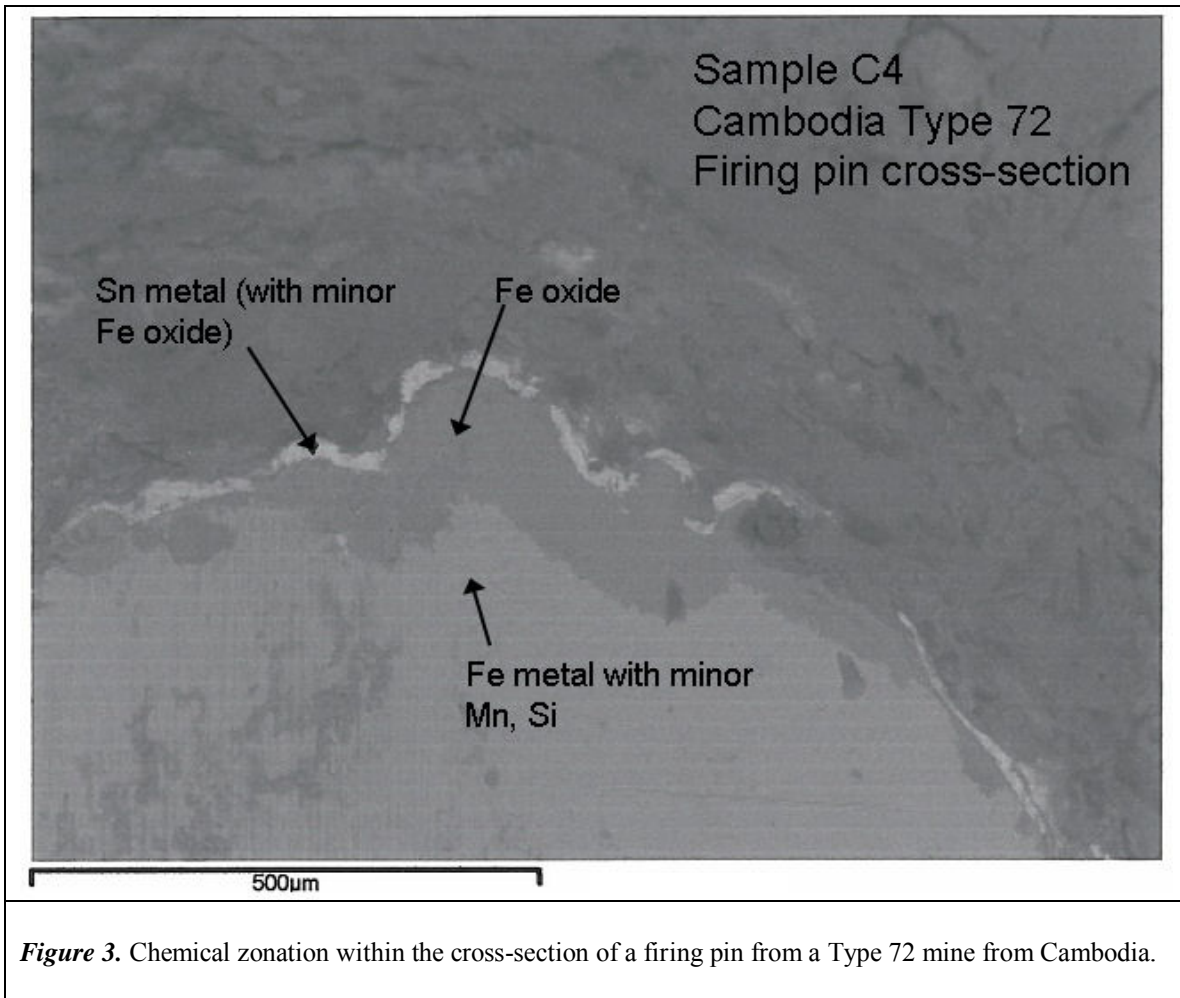 Sample C4
Cambodia Type 72
Firing pin cross-section
Sn metal (with minor
Fe oxide)
Fe oxide
Fe metal with minor
Mn, Si
500µm
Figure 3. Chemical zonation within the cross-section of a firing pin from a Type 72 mine from Cambodia.